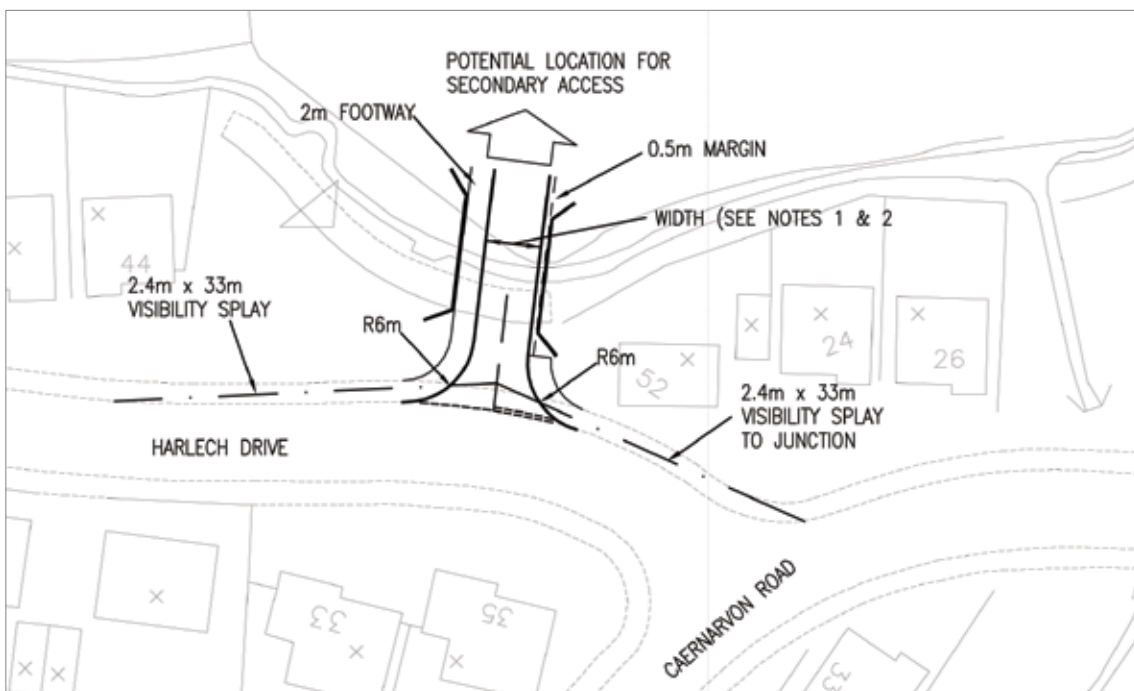 POTENTIAL LOCATION FOR
SECONDARY ACCESS
2m FOOTWAY
0.5m MARGIN
WIDTH (SEE NOTES 1 & 2
44
2.4m x 33m
VISIBILITY SPLAY
R6m
R6m
24
26
52
2.4m x 33m
VISIBILITY SPLAY
TO JUNCTION
HARLECH DRIVE
33
35
CAERNARVON ROAD
33